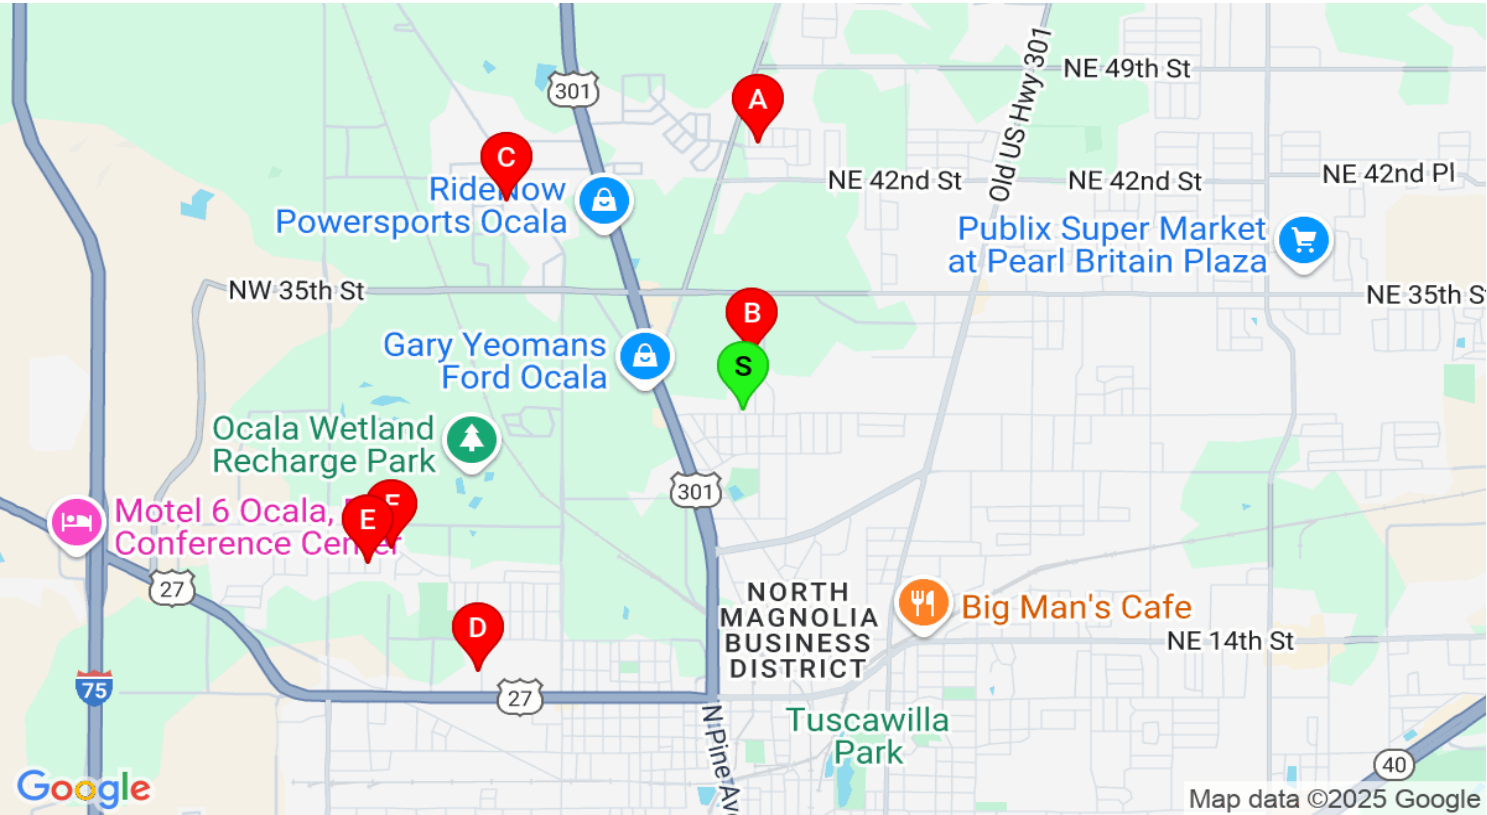 NE 49th St
301
A
Old US Hwy 301
C
NE 42nd St
NE 42nd St
NE 42nd Pl
RideNow
Powersports Ocala
Publix Super Market
at Pearl Britain Plaza
NW 35th St
NE 35th S
B
Gary Yeomans
Ford Ocala
S
Ocala Wetland
Recharge Park
301
E
Motel 6 Ocala,
Conference Center
27
NORTH
MAGNOLIA
BUSINESS
DISTRICT
Big Man's Cafe
D
NE 14th St
75
27
N Pine Av
Tuscawilla
Park
40
Google
Map data ©2025 Google